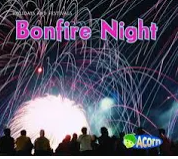 HOLIDAYS AND FESTIVALS
Bonfire Night
Acorn